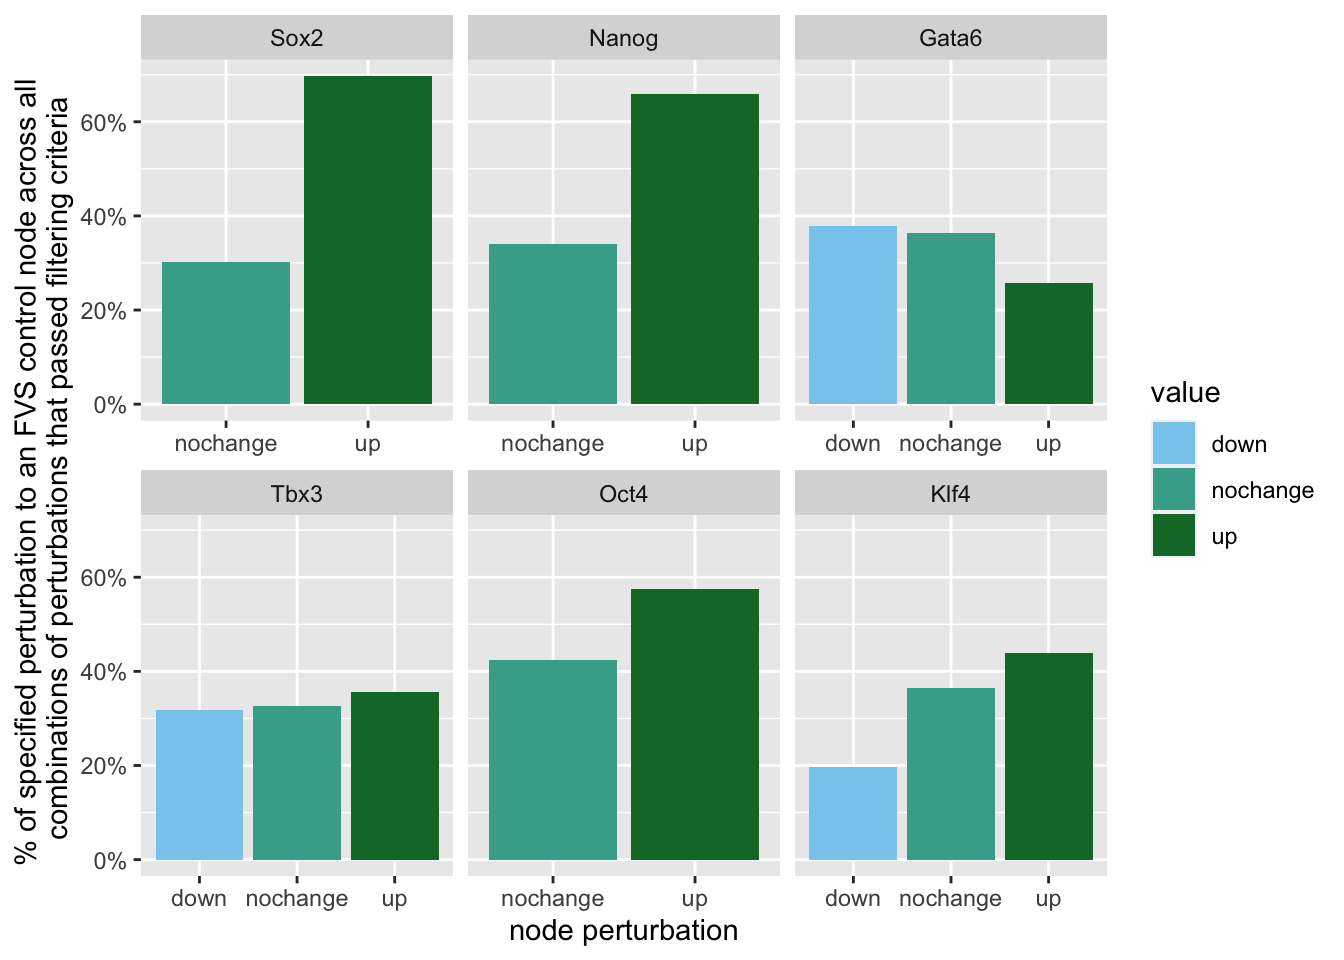 % of specified perturbation to an FVS control node across all
combinations of perturbations that passed filtering criteria
Sox2
Nanog
Gata6
60%
40%
20%
0%
nochange
up
nochange
up
down
nochange
up
Tbx3
Oct4
Klf4
60%
40%
20%
0%
down
nochange
up
nochange
up
down
nochange
up
node perturbation
value
down
nochange
up